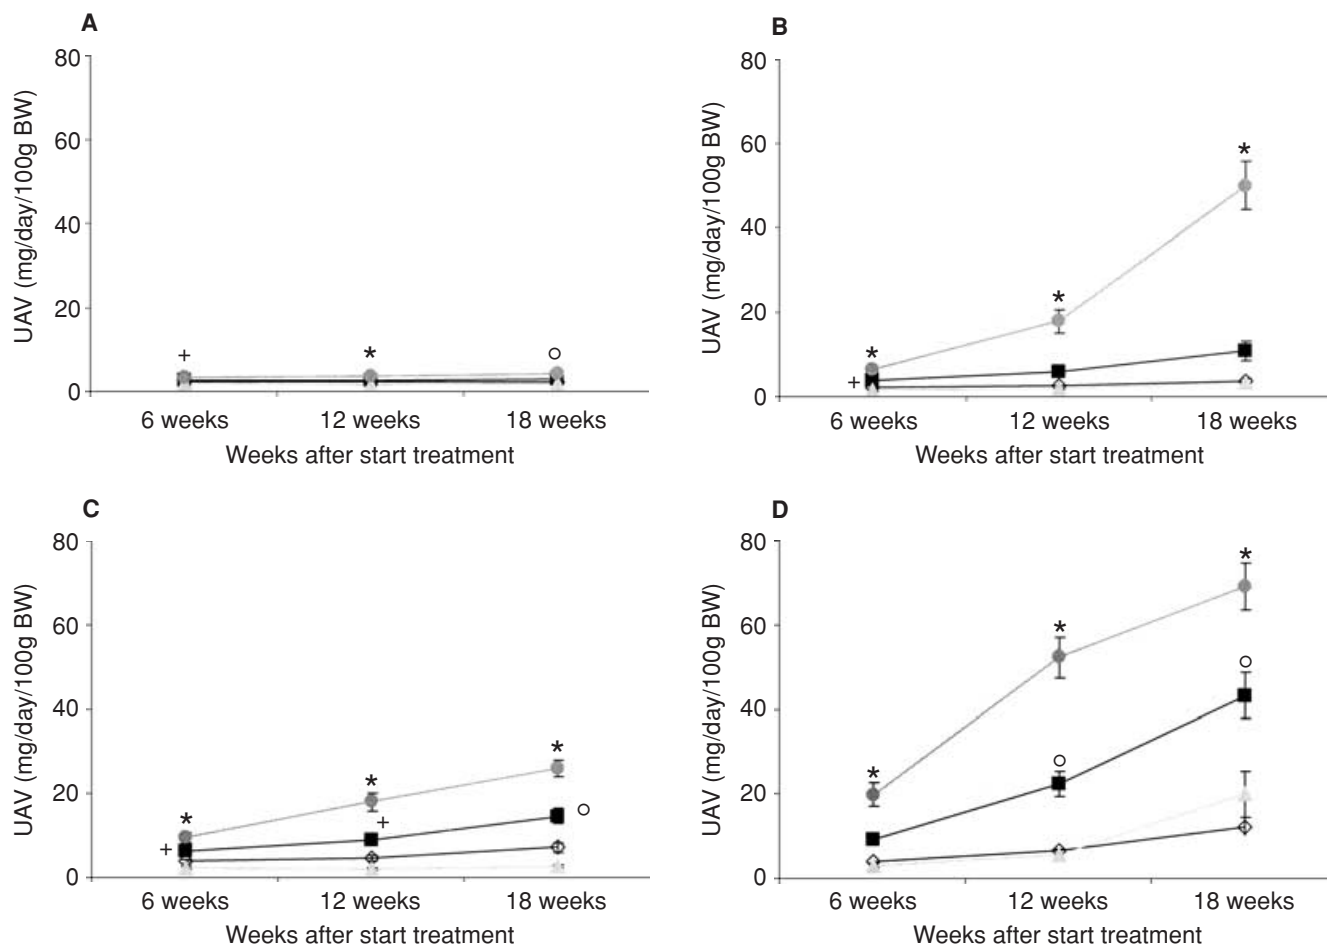 A
UAV (mg/day/100g BW)
80
60
40
20
0
+
*
○
6 weeks 12 weeks 18 weeks
Weeks after start treatment
B
UAV (mg/day/100g BW)
80
60
40
20
0
*
*
*
+
6 weeks 12 weeks 18 weeks
Weeks after start treatment
C
UAV (mg/day/100g BW)
80
60
40
20
0
*
*
*
+
+
○
6 weeks 12 weeks 18 weeks
Weeks after start treatment
D
UAV (mg/day/100g BW)
80
60
40
20
0
*
*
*
○
○
6 weeks 12 weeks 18 weeks
Weeks after start treatment